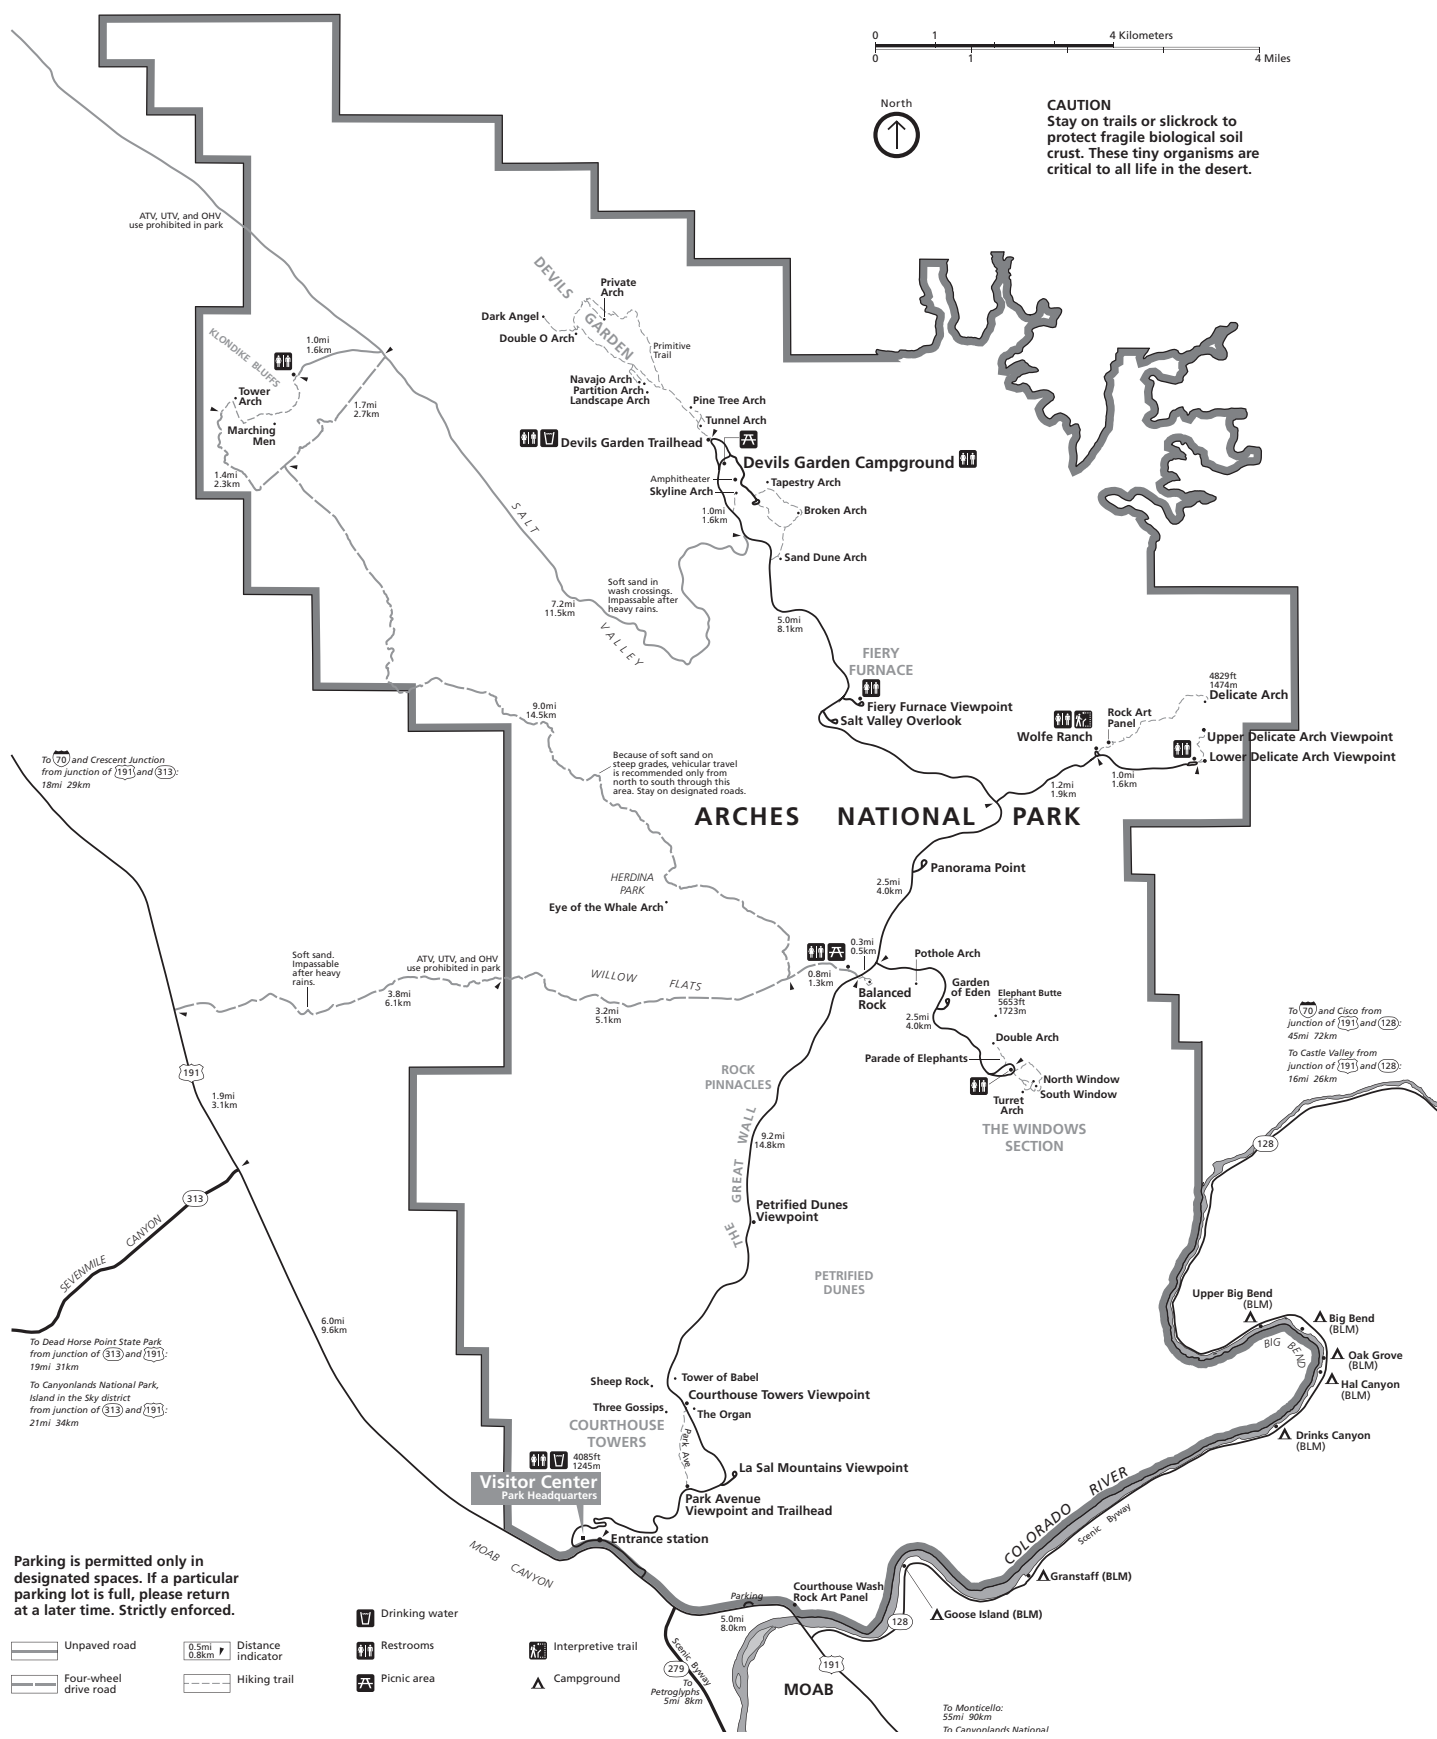 0 1 4 Kilometers
0 1 4 Miles
North
CAUTION
Stay on trails or slickrock to
protect fragile biological soil
crust. These tiny organisms are
critical to all life in the desert.
ATV, UTV, and OHV
use prohibited in park
DEVILS
GARDEN
Private
Arch
Dark Angel
Double O Arch
Primitive
Trail
KLONDIKE BLUFFS
1.0mi
1.6km
Tower
Arch
Marching
Men
1.7mi
2.7km
1.4mi
2.3km
Navajo Arch
Partition Arch
Landscape Arch
Pine Tree Arch
Tunnel Arch
Devils Garden Trailhead
Devils Garden Campground
Amphitheater
Skyline Arch
Tapestry Arch
1.0mi
1.6km
Broken Arch
Sand Dune Arch
SALT
VALLEY
Soft sand in
wash crossings.
Impassable after
heavy rains.
7.2mi
11.5km
5.0mi
8.1km
FIERY
FURNACE
Fiery Furnace Viewpoint
Salt Valley Overlook
4829ft
1474m
Delicate Arch
Rock Art
Panel
Wolfe Ranch
Upper Delicate Arch Viewpoint
Lower Delicate Arch Viewpoint
1.0mi
1.6km
1.2mi
1.9km
9.0mi
14.5km
Because of soft sand on
steep grades, vehicular travel
is recommended only from
north to south through this
area. Stay on designated roads.
To 70 and Crescent Junction
from junction of 191 and 313:
18mi 29km
ARCHES NATIONAL PARK
Panorama Point
2.5mi
4.0km
HERDINA
PARK
Eye of the Whale Arch
0.3mi
0.5km
0.8mi
1.3km
Balanced
Rock
Pothole Arch
Garden
of Eden
Elephant Butte
5653ft
1723m
2.5mi
4.0km
Double Arch
Parade of Elephants
North Window
South Window
Turret
Arch
THE WINDOWS
SECTION
Soft sand.
Impassable
after heavy
rains.
ATV, UTV, and OHV
use prohibited in park
3.8mi
6.1km
WILLOW FLATS
3.2mi
5.1km
To 70 and Cisco from
junction of 191 and 128:
45mi 72km
To Castle Valley from
junction of 191 and 128:
16mi 26km
191
1.9mi
3.1km
ROCK
PINNACLES
THE GREAT WALL
9.2mi
14.8km
128
313
SEVENMILE CANYON
Petrified Dunes
Viewpoint
PETRIFIED
DUNES
6.0mi
9.6km
To Dead Horse Point State Park
from junction of 313 and 191:
19mi 31km
To Canyonlands National Park,
Island in the Sky district
from junction of 313 and 191:
21mi 34km
Upper Big Bend
(BLM)
Big Bend
(BLM)
BIG BEND
Oak Grove
(BLM)
Hal Canyon
(BLM)
Drinks Canyon
(BLM)
Sheep Rock
Tower of Babel
Courthouse Towers Viewpoint
Three Gossips
The Organ
COURTHOUSE
TOWERS
Park Ave
4085ft
1245m
Visitor Center
Park Headquarters
La Sal Mountains Viewpoint
Park Avenue
Viewpoint and Trailhead
Entrance station
MOAB CANYON
COLORADO RIVER
Scenic Byway
Granstaff (BLM)
Goose Island (BLM)
Courthouse Wash
Rock Art Panel
Parking
5.0mi
8.0km
128
191
Scenic Byway
279
To
Petroglyphs
5mi 8km
MOAB
To Monticello:
55mi 90km
To Canyonlands National
Parking is permitted only in
designated spaces. If a particular
parking lot is full, please return
at a later time. Strictly enforced.
Unpaved road
Four-wheel
drive road
0.5mi
0.8km
Distance
indicator
Hiking trail
Drinking water
Restrooms
Picnic area
Interpretive trail
Campground